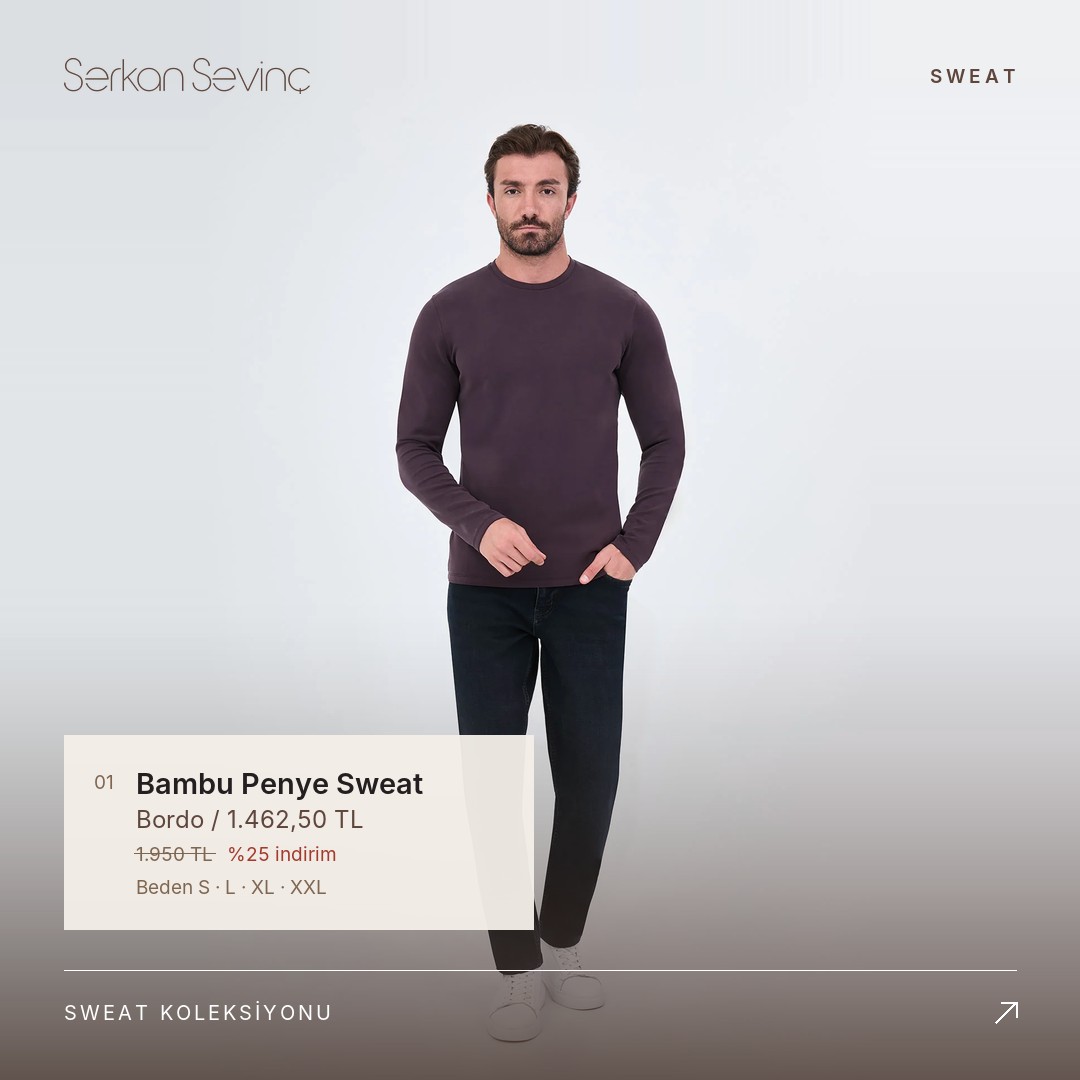 Serkan Sevinç
SWEAT
01
Bambu Penye Sweat
Bordo / 1.462,50 TL
1.950 TL %25 indirim
Beden S · L · XL · XXL
SWEAT KOLEKSİYONU